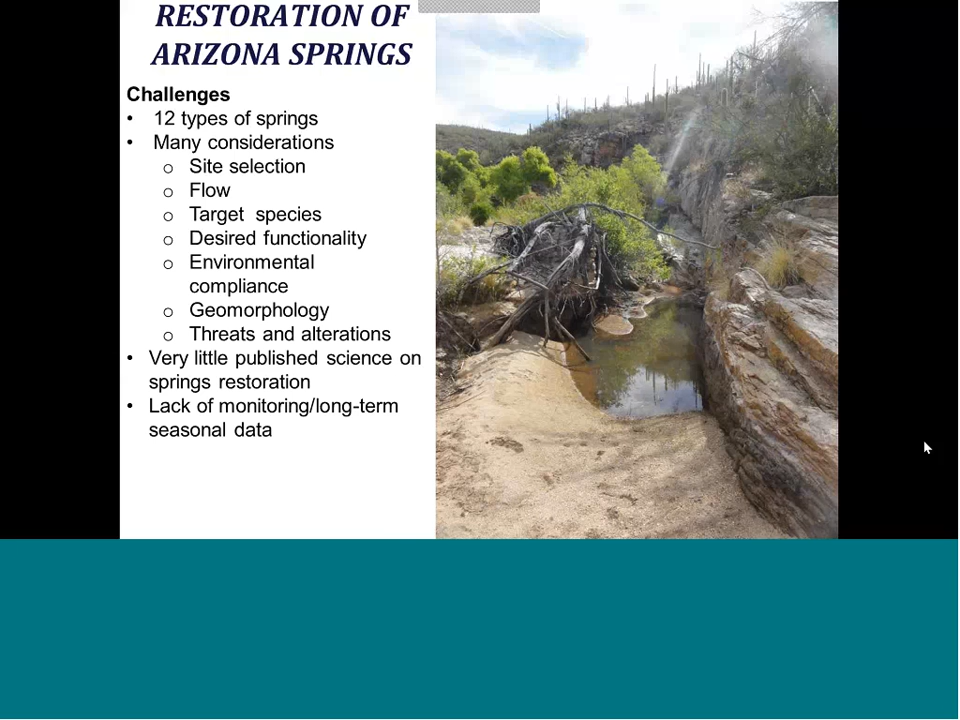 RESTORATION OF
ARIZONA SPRINGS
Challenges
• 12 types of springs
• Many considerations
o Site selection
o Flow
o Target species
o Desired functionality
o Environmental
compliance
o Geomorphology
o Threats and alterations
• Very little published science on
springs restoration
• Lack of monitoring/long-term
seasonal data